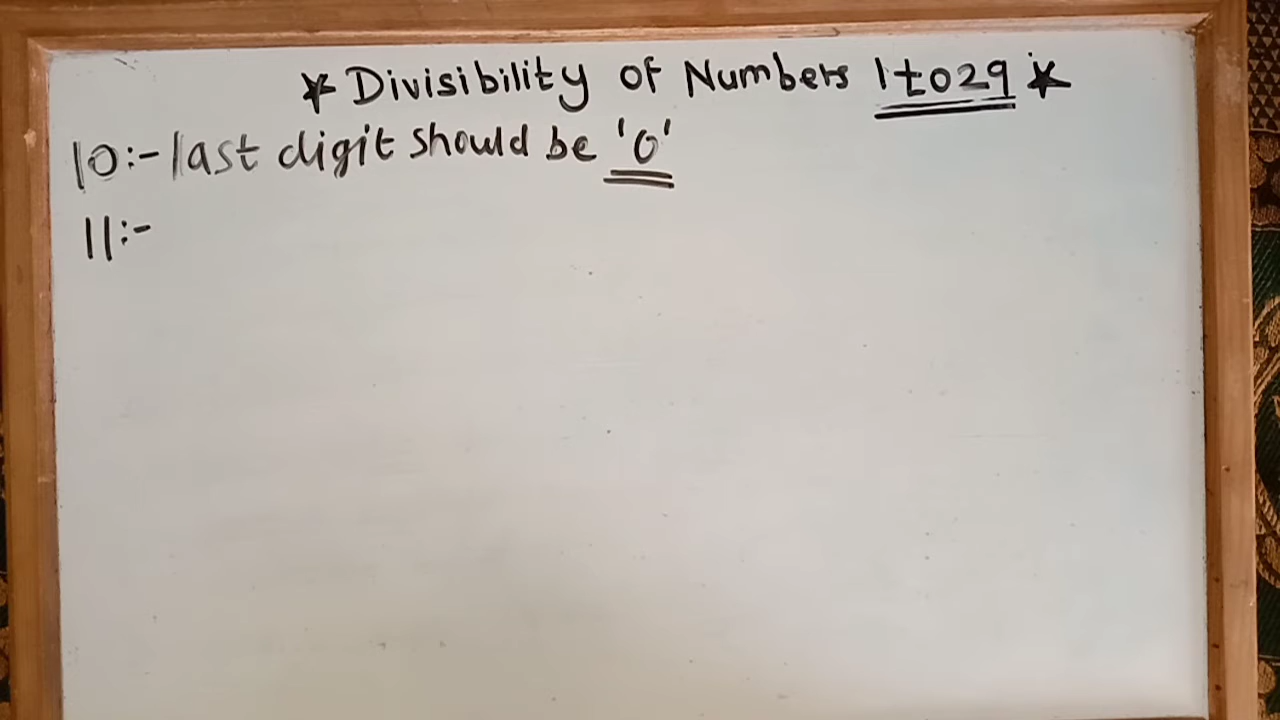 * Divisibility of Numbers 1 to 29 *
10:- last digit should be '0'
11:-